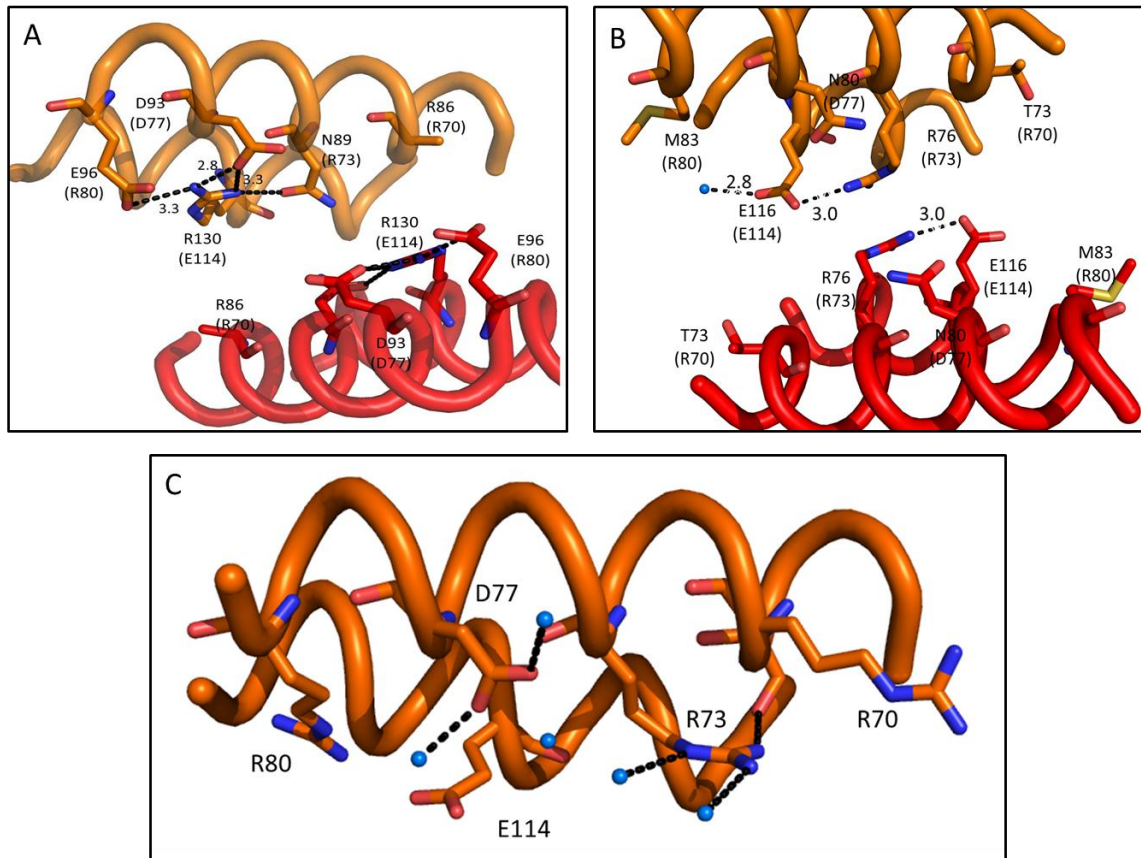 A
D93
(D77)
R86
(R70)
N89
(R73)
E96
(R80)
2.8
3.3
3.3
R130
(E114)
R130
(E114)
E96
(R80)
R86
(R70)
D93
(D77)
B
N80
(D77)
T73
(R70)
M83
(R80)
R76
(R73)
2.8
E116
(E114)
3.0
3.0
R76
(R73)
E116
(E114)
M83
(R80)
T73
(R70)
N80
(D77)
C
D77
R73
R70
R80
E114